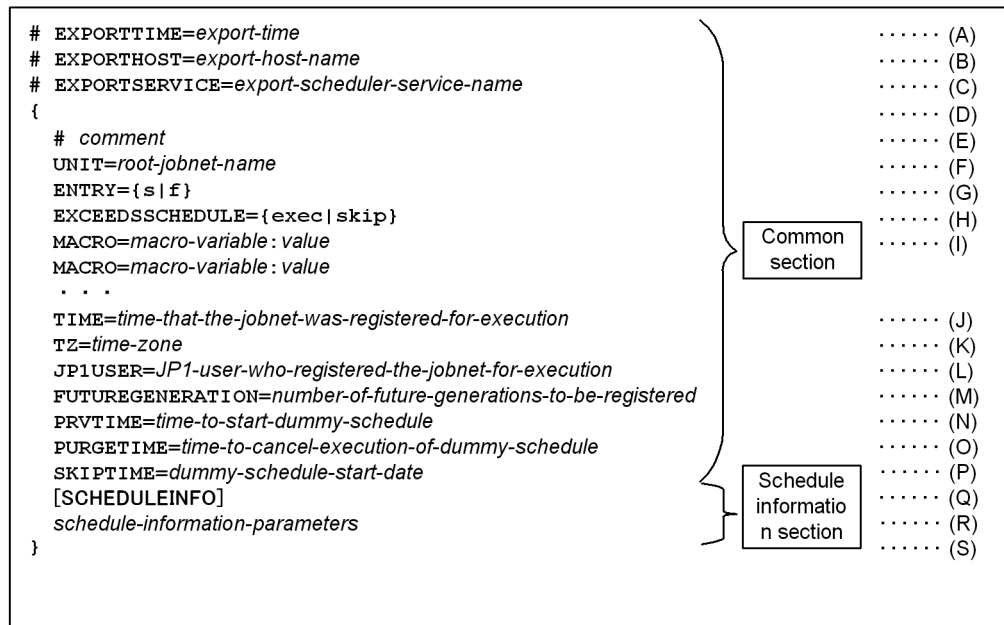 # EXPORTTIME=export-time ······ (A)
# EXPORTHOST=export-host-name ······ (B)
# EXPORTSERVICE=export-scheduler-service-name ······ (C)
{ ······ (D)
# comment ······ (E)
UNIT=root-jobnet-name ······ (F)
ENTRY={s|f} ······ (G)
EXCEEDSSCHEDULE={exec|skip} ······ (H)
MACRO=macro-variable:value ······ (I)
MACRO=macro-variable:value
· · ·
Common
section
TIME=time-that-the-jobnet-was-registered-for-execution ······ (J)
TZ=time-zone ······ (K)
JP1USER=JP1-user-who-registered-the-jobnet-for-execution ······ (L)
FUTUREGENERATION=number-of-future-generations-to-be-registered ······ (M)
PRVTIME=time-to-start-dummy-schedule ······ (N)
PURGETIME=time-to-cancel-execution-of-dummy-schedule ······ (O)
SKIPTIME=dummy-schedule-start-date ······ (P)
[SCHEDULEINFO] ······ (Q)
schedule-information-parameters ······ (R)
} ······ (S)
Schedule
informatio
n section